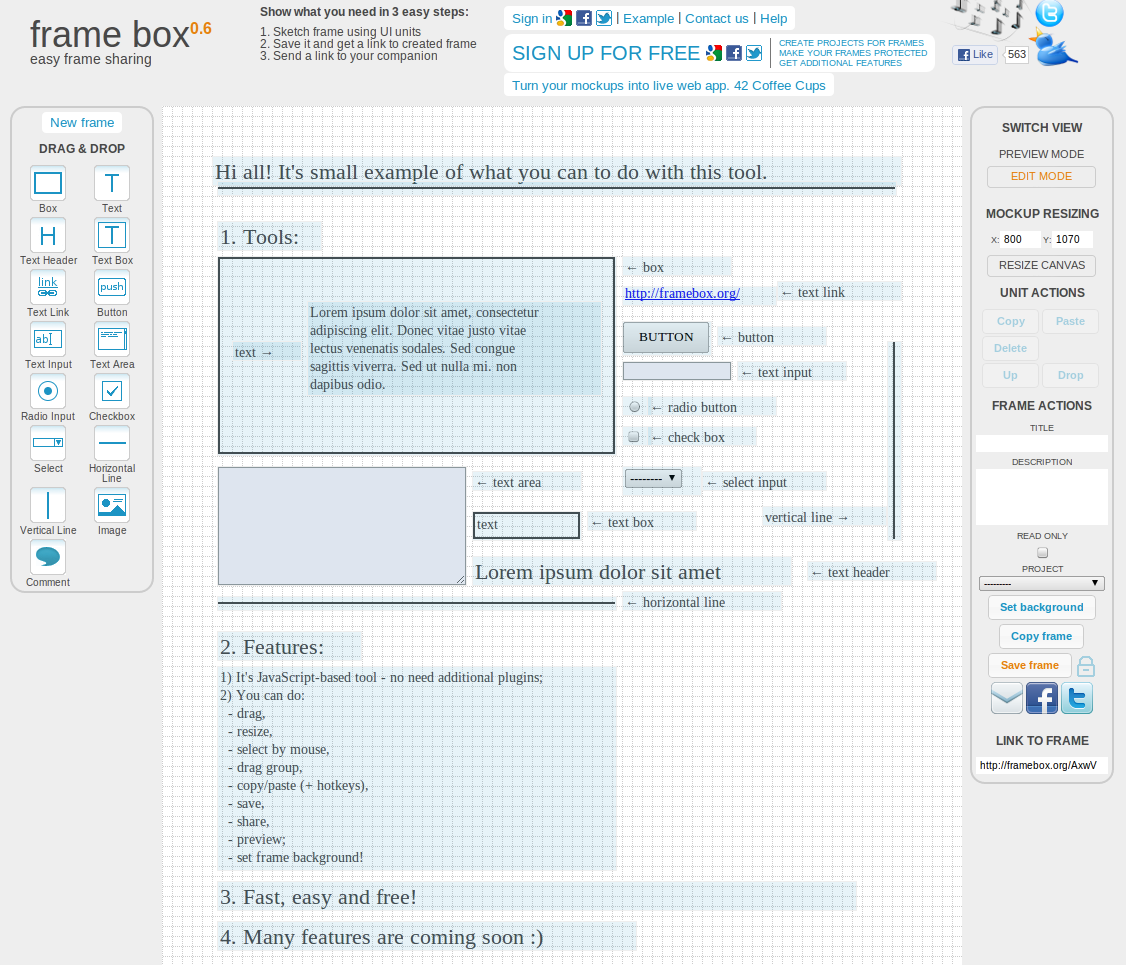 frame box 0.6
easy frame sharing
Show what you need in 3 easy steps:
1. Sketch frame using UI units
2. Save it and get a link to created frame
3. Send a link to your companion
Sign in | Example | Contact us | Help
SIGN UP FOR FREE
CREATE PROJECTS FOR FRAMES
MAKE YOUR FRAMES PROTECTED
GET ADDITIONAL FEATURES
Turn your mockups into live web app. 42 Coffee Cups
Like 563
New frame
DRAG & DROP
Box Text
Text Header Text Box
link push
Text Link Button
ab
Text Input Text Area
Radio Input Checkbox
Select Horizontal
Line
Vertical Line Image
Comment
Hi all! It's small example of what you can to do with this tool.
1. Tools:
text →
Lorem ipsum dolor sit amet, consectetur
adipiscing elit. Donec vitae justo vitae
lectus venenatis sodales. Sed congue
sagittis viverra. Sed ut nulla mi. non
dapibus odio.
← box
http://framebox.org/ ← text link
BUTTON ← button
← text input
← radio button
← check box
← text area
-------- ← select input
text ← text box
vertical line →
Lorem ipsum dolor sit amet ← text header
← horizontal line
2. Features:
1) It's JavaScript-based tool - no need additional plugins;
2) You can do:
- drag,
- resize,
- select by mouse,
- drag group,
- copy/paste (+ hotkeys),
- save,
- share,
- preview;
- set frame background!
3. Fast, easy and free!
4. Many features are coming soon :)
SWITCH VIEW
PREVIEW MODE
EDIT MODE
MOCKUP RESIZING
X: 800 Y: 1070
RESIZE CANVAS
UNIT ACTIONS
Copy Paste
Delete
Up Drop
FRAME ACTIONS
TITLE
DESCRIPTION
READ ONLY
PROJECT
---------
Set background
Copy frame
Save frame
LINK TO FRAME
http://framebox.org/AxwV